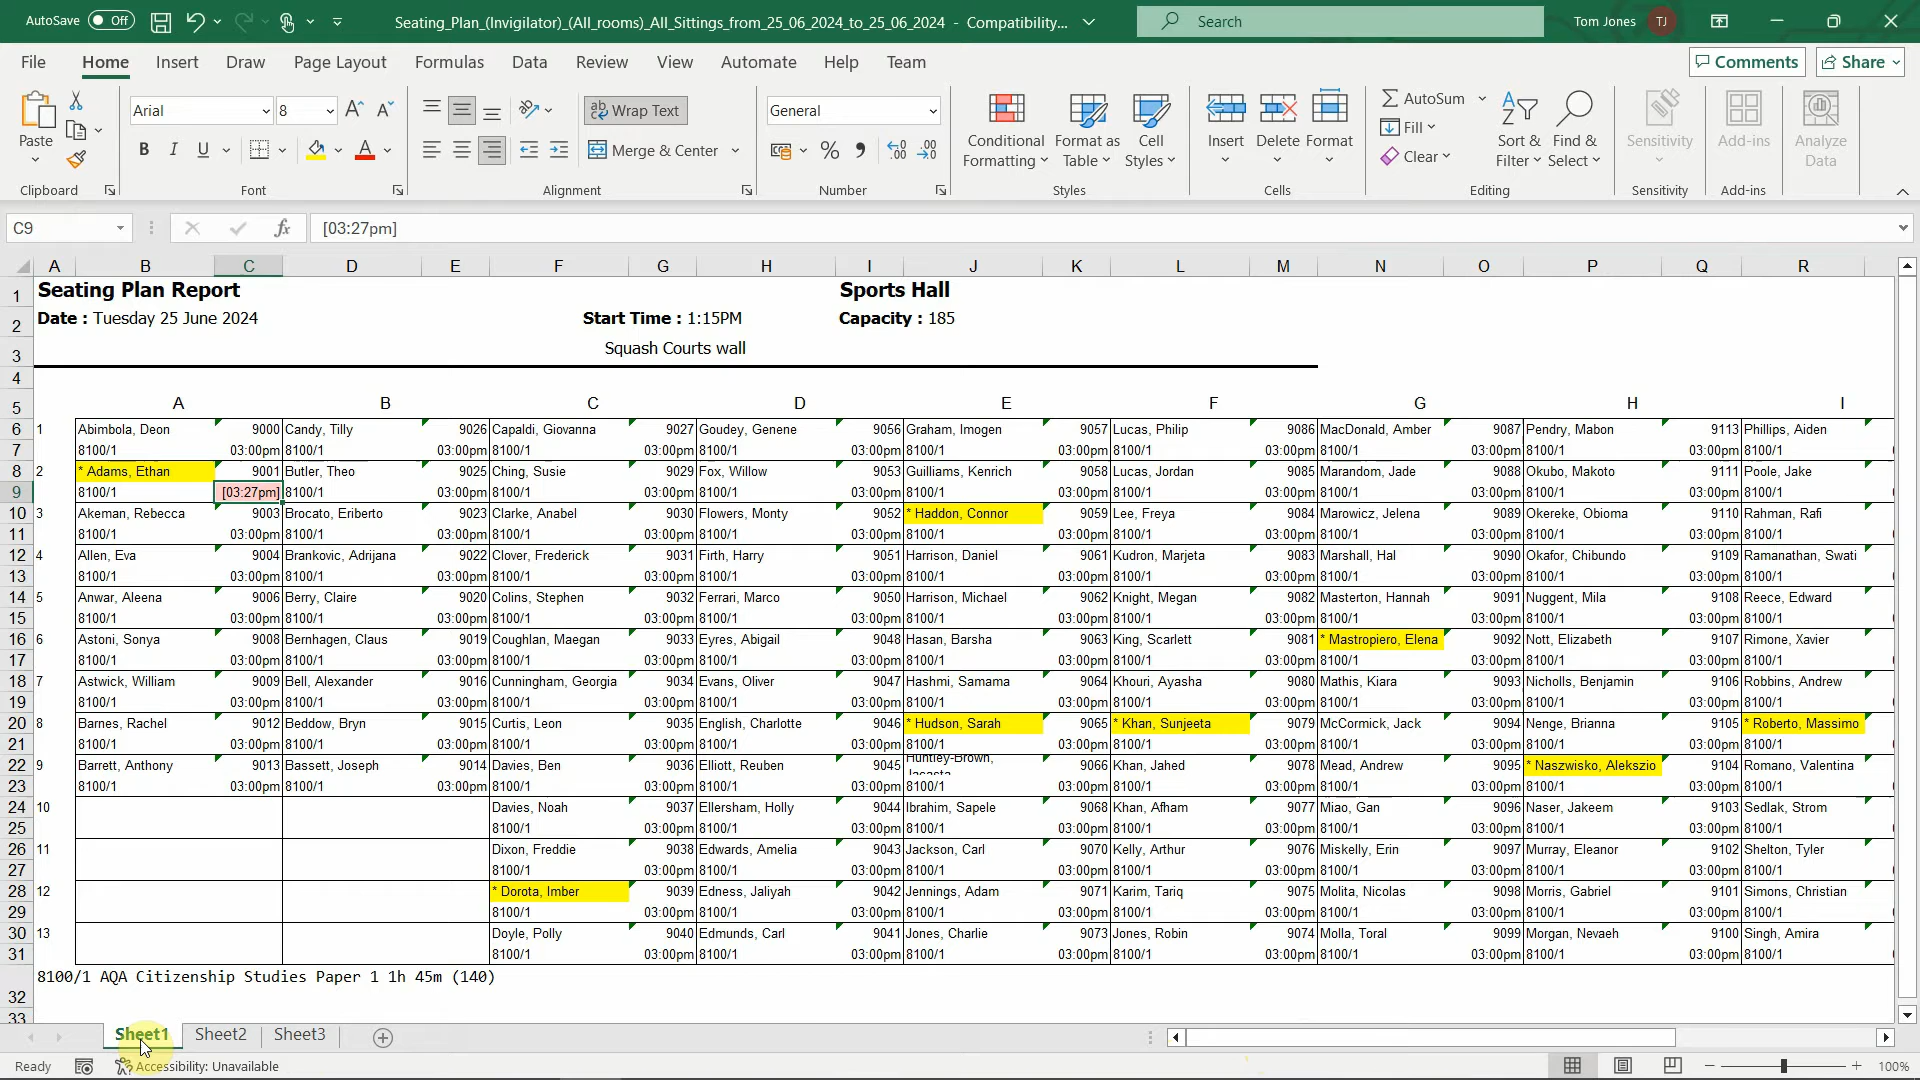 AutoSave Off Seating_Plan_(Invigilator)_(All_rooms)_All_Sittings_from_25_06_2024_to_25_06_2024 - Compatibility... Search Tom Jones TJ
File Home Insert Draw Page Layout Formulas Data Review View Automate Help Team Comments Share
Arial 8 Wrap Text General AutoSum
Paste Conditional Format as Cell Insert Delete Format Fill Sort & Find & Sensitivity Add-ins Analyze
B I U Merge & Center Formatting Table Styles Clear Filter Select Data
Clipboard Font Alignment Number Styles Cells Editing Sensitivity Add-ins
C9 fx [03:27pm]
A B C D E F G H I J K L M N O P Q R
1 Seating Plan Report Sports Hall
2 Date : Tuesday 25 June 2024 Start Time : 1:15PM Capacity : 185
3 Squash Courts wall
4
5 A B C D E F G H I
6 1 Abimbola, Deon 9000 Candy, Tilly 9026 Capaldi, Giovanna 9027 Goudey, Genene 9056 Graham, Imogen 9057 Lucas, Philip 9086 MacDonald, Amber 9087 Pendry, Mabon 9113 Phillips, Aiden
7 8100/1 03:00pm 8100/1 03:00pm 8100/1 03:00pm 8100/1 03:00pm 8100/1 03:00pm 8100/1 03:00pm 8100/1 03:00pm 8100/1 03:00pm 8100/1
8 2 * Adams, Ethan 9001 Butler, Theo 9025 Ching, Susie 9029 Fox, Willow 9053 Guilliams, Kenrich 9058 Lucas, Jordan 9085 Marandom, Jade 9088 Okubo, Makoto 9111 Poole, Jake
9 8100/1 [03:27pm] 8100/1 03:00pm 8100/1 03:00pm 8100/1 03:00pm 8100/1 03:00pm 8100/1 03:00pm 8100/1 03:00pm 8100/1 03:00pm 8100/1
10 3 Akeman, Rebecca 9003 Brocato, Eriberto 9023 Clarke, Anabel 9030 Flowers, Monty 9052 * Haddon, Connor 9059 Lee, Freya 9084 Marowicz, Jelena 9089 Okereke, Obioma 9110 Rahman, Rafi
11 8100/1 03:00pm 8100/1 03:00pm 8100/1 03:00pm 8100/1 03:00pm 8100/1 03:00pm 8100/1 03:00pm 8100/1 03:00pm 8100/1 03:00pm 8100/1
12 4 Allen, Eva 9004 Brankovic, Adrijana 9022 Clover, Frederick 9031 Firth, Harry 9051 Harrison, Daniel 9061 Kudron, Marjeta 9083 Marshall, Hal 9090 Okafor, Chibundo 9109 Ramanathan, Swati
13 8100/1 03:00pm 8100/1 03:00pm 8100/1 03:00pm 8100/1 03:00pm 8100/1 03:00pm 8100/1 03:00pm 8100/1 03:00pm 8100/1 03:00pm 8100/1
14 5 Anwar, Aleena 9006 Berry, Claire 9020 Colins, Stephen 9032 Ferrari, Marco 9050 Harrison, Michael 9062 Knight, Megan 9082 Masterton, Hannah 9091 Nuggent, Mila 9108 Reece, Edward
15 8100/1 03:00pm 8100/1 03:00pm 8100/1 03:00pm 8100/1 03:00pm 8100/1 03:00pm 8100/1 03:00pm 8100/1 03:00pm 8100/1 03:00pm 8100/1
16 6 Astoni, Sonya 9008 Bernhagen, Claus 9019 Coughlan, Maegan 9033 Eyres, Abigail 9048 Hasan, Barsha 9063 King, Scarlett 9081 * Mastropiero, Elena 9092 Nott, Elizabeth 9107 Rimone, Xavier
17 8100/1 03:00pm 8100/1 03:00pm 8100/1 03:00pm 8100/1 03:00pm 8100/1 03:00pm 8100/1 03:00pm 8100/1 03:00pm 8100/1 03:00pm 8100/1
18 7 Astwick, William 9009 Bell, Alexander 9016 Cunningham, Georgia 9034 Evans, Oliver 9047 Hashmi, Samama 9064 Khouri, Ayasha 9080 Mathis, Kiara 9093 Nicholls, Benjamin 9106 Robbins, Andrew
19 8100/1 03:00pm 8100/1 03:00pm 8100/1 03:00pm 8100/1 03:00pm 8100/1 03:00pm 8100/1 03:00pm 8100/1 03:00pm 8100/1 03:00pm 8100/1
20 8 Barnes, Rachel 9012 Beddow, Bryn 9015 Curtis, Leon 9035 English, Charlotte 9046 * Hudson, Sarah 9065 * Khan, Sunjeeta 9079 McCormick, Jack 9094 Nenge, Brianna 9105 * Roberto, Massimo
21 8100/1 03:00pm 8100/1 03:00pm 8100/1 03:00pm 8100/1 03:00pm 8100/1 03:00pm 8100/1 03:00pm 8100/1 03:00pm 8100/1 03:00pm 8100/1
22 9 Barrett, Anthony 9013 Bassett, Joseph 9014 Davies, Ben 9036 Elliott, Reuben 9045 Huntley-Brown, 9066 Khan, Jahed 9078 Mead, Andrew 9095 * Naszwisko, Alekszio 9104 Romano, Valentina
23 8100/1 03:00pm 8100/1 03:00pm 8100/1 03:00pm 8100/1 03:00pm 8100/1 03:00pm 8100/1 03:00pm 8100/1 03:00pm 8100/1 03:00pm 8100/1
24 10 Davies, Noah 9037 Ellersham, Holly 9044 Ibrahim, Sapele 9068 Khan, Afham 9077 Miao, Gan 9096 Naser, Jakeem 9103 Sedlak, Strom
25 8100/1 03:00pm 8100/1 03:00pm 8100/1 03:00pm 8100/1 03:00pm 8100/1 03:00pm 8100/1 03:00pm 8100/1
26 11 Dixon, Freddie 9038 Edwards, Amelia 9043 Jackson, Carl 9070 Kelly, Arthur 9076 Miskelly, Erin 9097 Murray, Eleanor 9102 Shelton, Tyler
27 8100/1 03:00pm 8100/1 03:00pm 8100/1 03:00pm 8100/1 03:00pm 8100/1 03:00pm 8100/1 03:00pm 8100/1
28 12 * Dorota, Imber 9039 Edness, Jaliyah 9042 Jennings, Adam 9071 Karim, Tariq 9075 Molita, Nicolas 9098 Morris, Gabriel 9101 Simons, Christian
29 8100/1 03:00pm 8100/1 03:00pm 8100/1 03:00pm 8100/1 03:00pm 8100/1 03:00pm 8100/1 03:00pm 8100/1
30 13 Doyle, Polly 9040 Edmunds, Carl 9041 Jones, Charlie 9073 Jones, Robin 9074 Molla, Toral 9099 Morgan, Nevaeh 9100 Singh, Amira
31 8100/1 03:00pm 8100/1 03:00pm 8100/1 03:00pm 8100/1 03:00pm 8100/1 03:00pm 8100/1 03:00pm 8100/1
32 8100/1 AQA Citizenship Studies Paper 1 1h 45m (140)
33
Sheet1 Sheet2 Sheet3
Ready Accessibility: Unavailable 100%